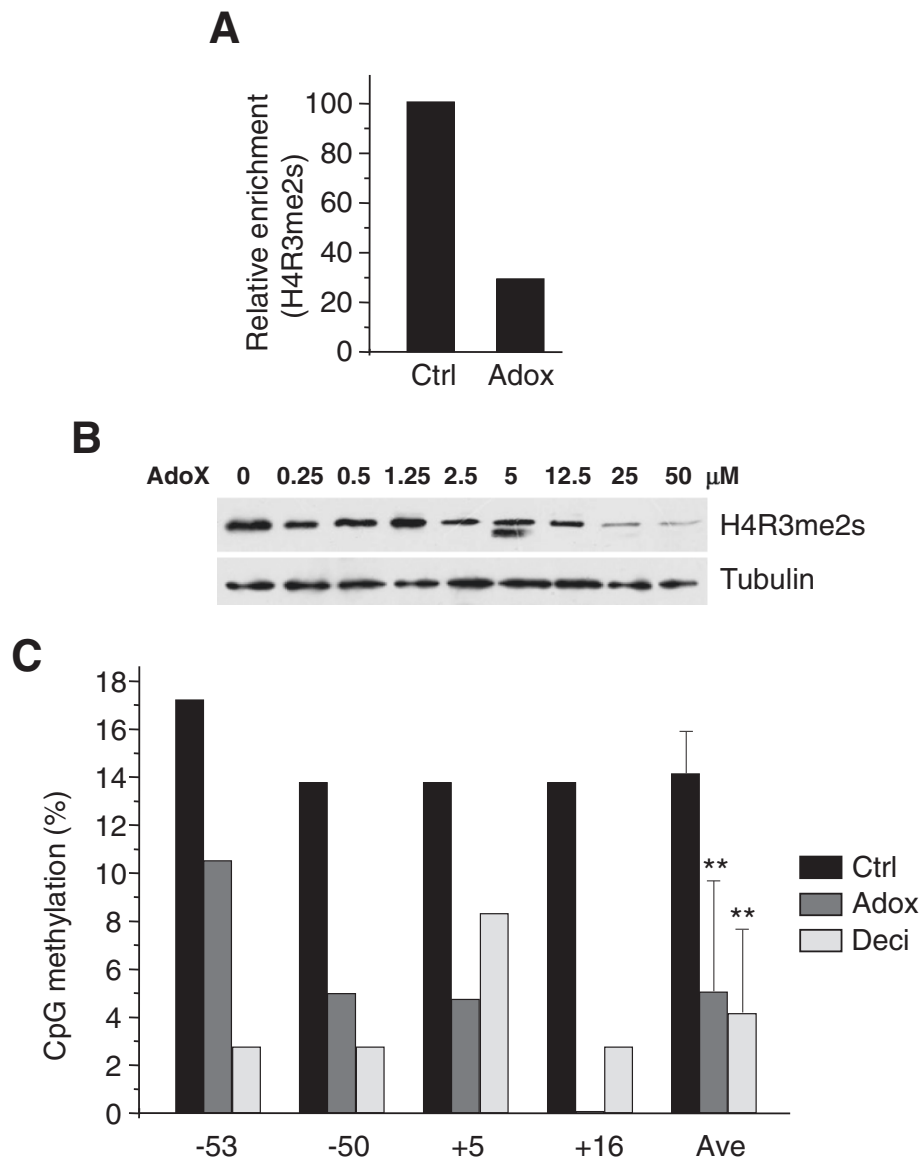 A
Relative enrichment
(H4R3me2s)
100
80
60
40
20
0
Ctrl Adox
B
AdoX 0 0.25 0.5 1.25 2.5 5 12.5 25 50 μM
H4R3me2s
Tubulin
C
CpG methylation (%)
18
16
14
12
10
8
6
4
2
0
**
**
Ctrl
Adox
Deci
-53 -50 +5 +16 Ave